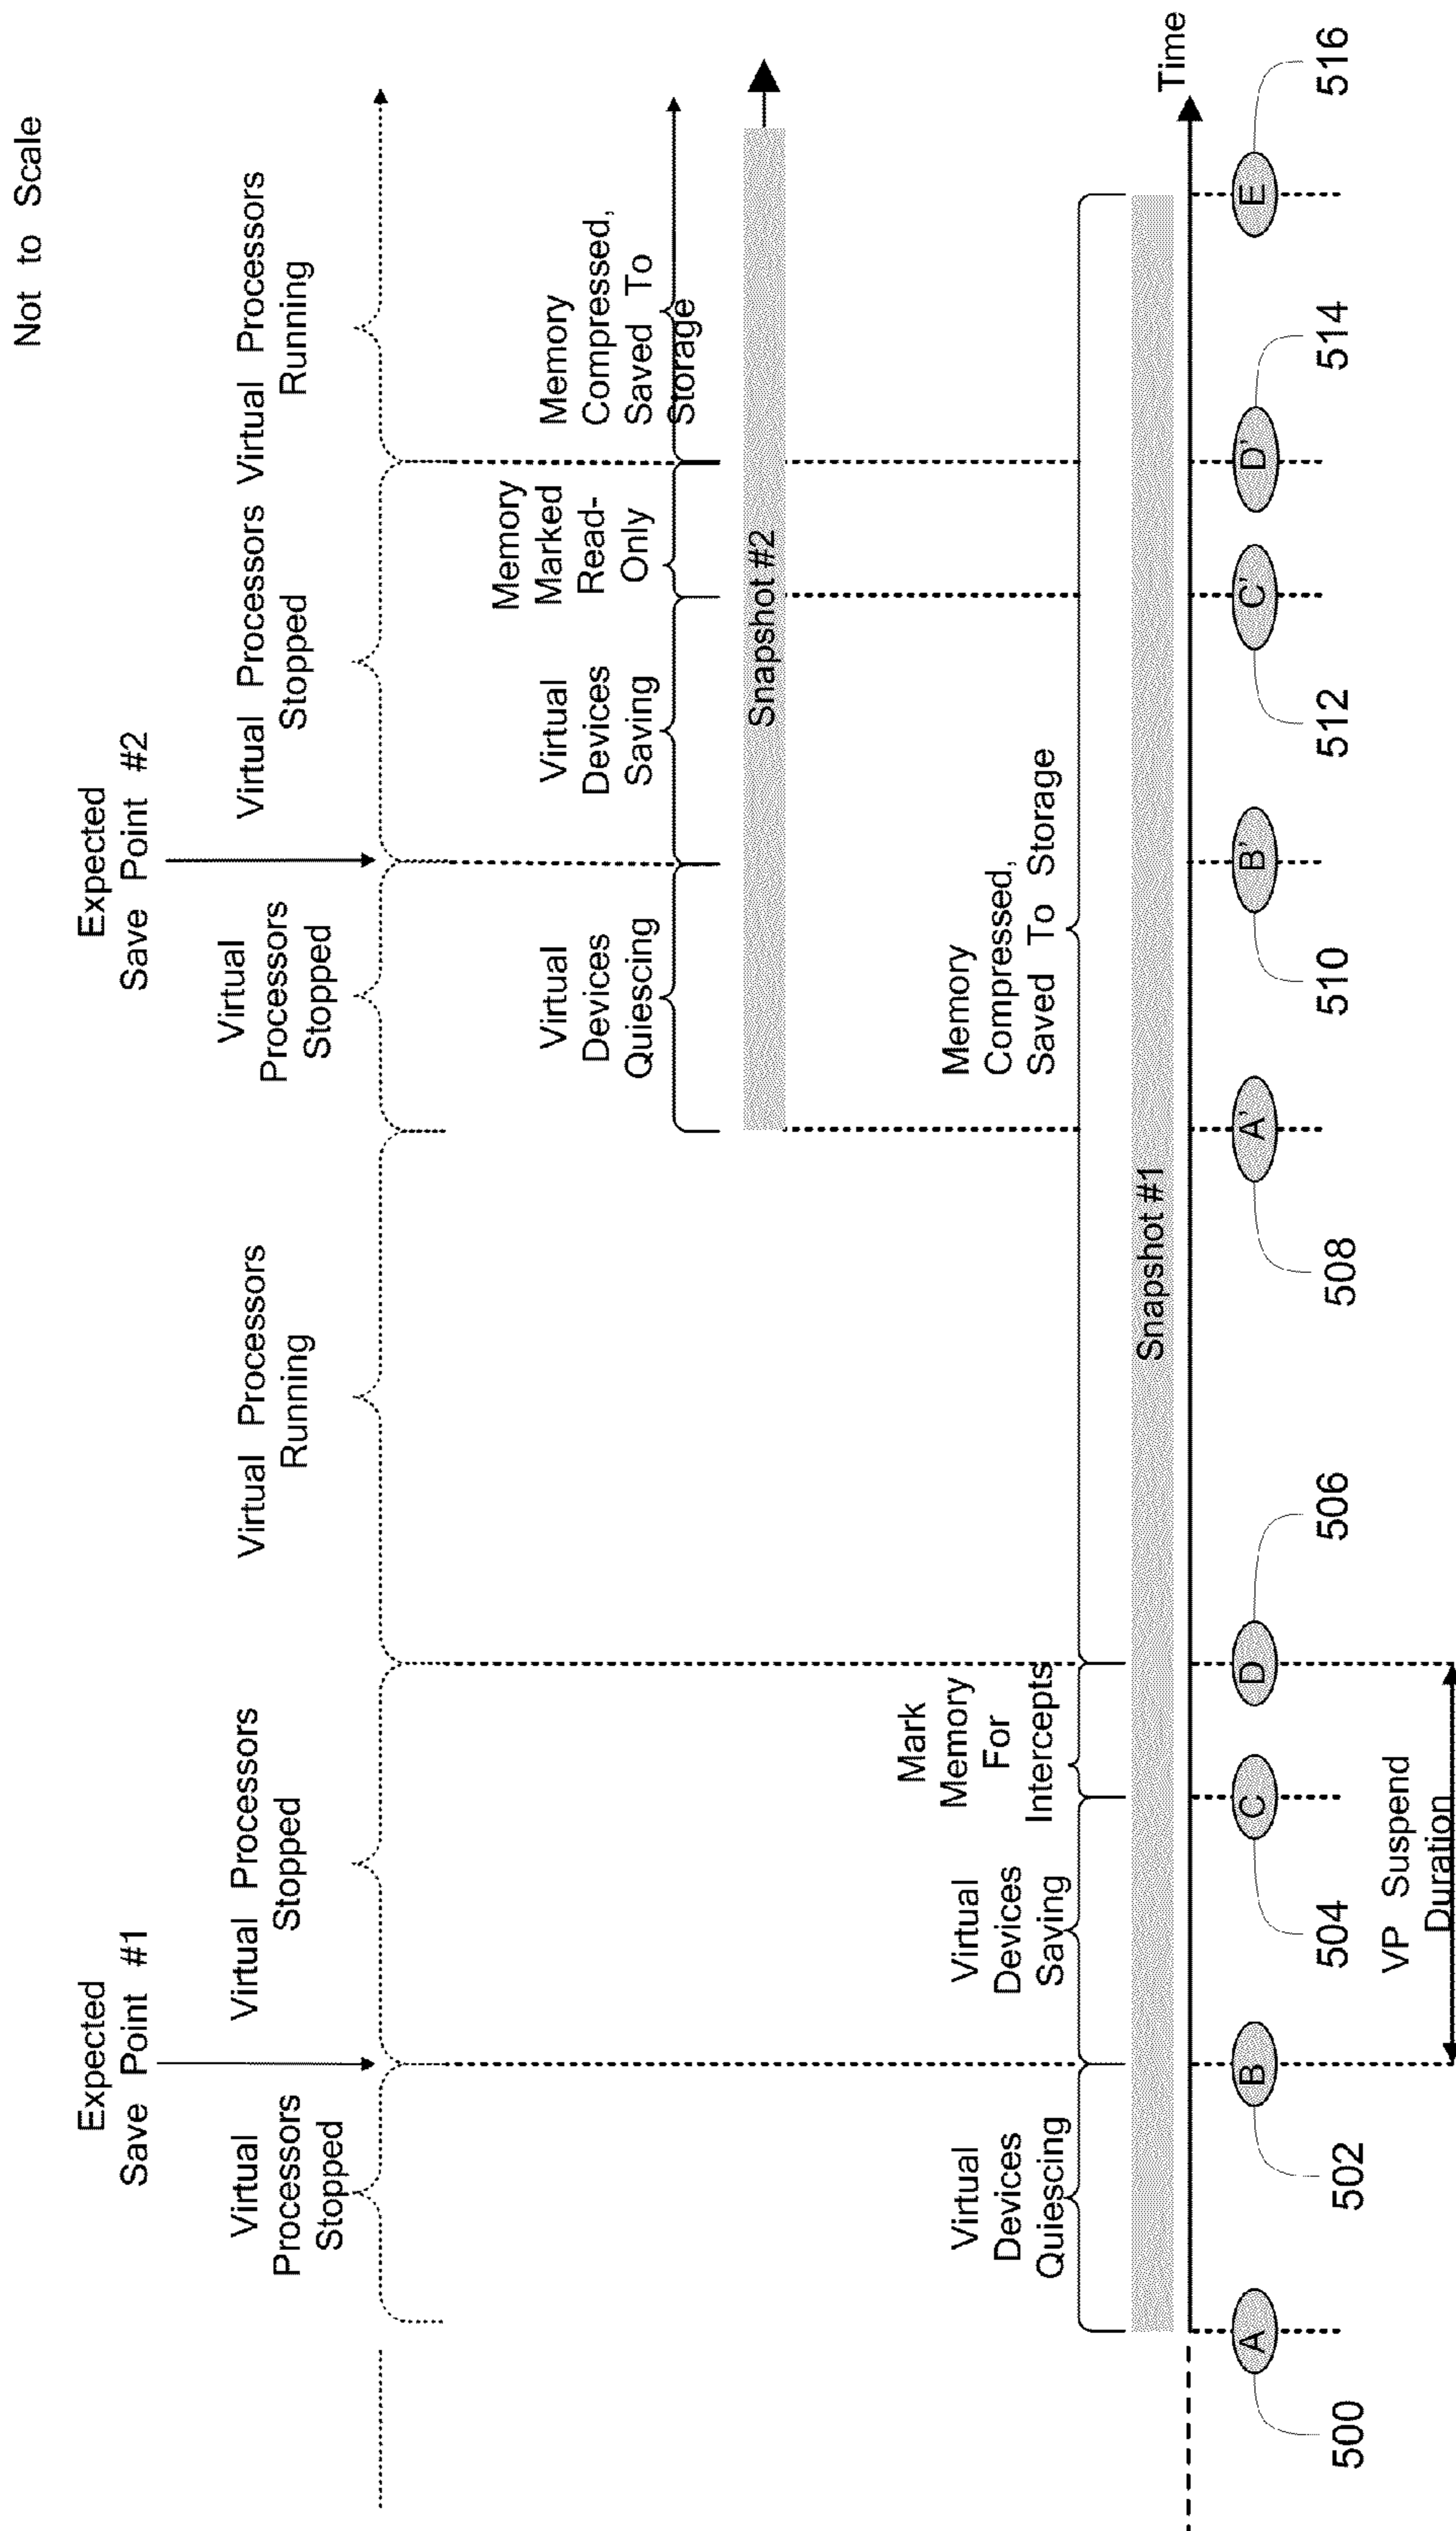 Not to Scale
Expected
Save Point #1
Expected
Save Point #2
Virtual
Processors
Stopped
Virtual Processors
Stopped
Virtual Processors
Running
Virtual
Processors
Stopped
Virtual Processors
Stopped
Virtual Processors
Running
Virtual
Devices
Quiescing
Virtual
Devices
Saving
Memory
Marked
Read-
Only
Memory
Compressed,
Saved To
Storage
Snapshot #2
Virtual
Devices
Quiescing
Virtual
Devices
Saving
Mark
Memory
For
Intercepts
Memory
Compressed,
Saved To Storage
Snapshot #1
Time
A
B
C
D
A'
B'
C'
D'
E
500
502
504
506
508
510
512
514
516
VP Suspend
Duration